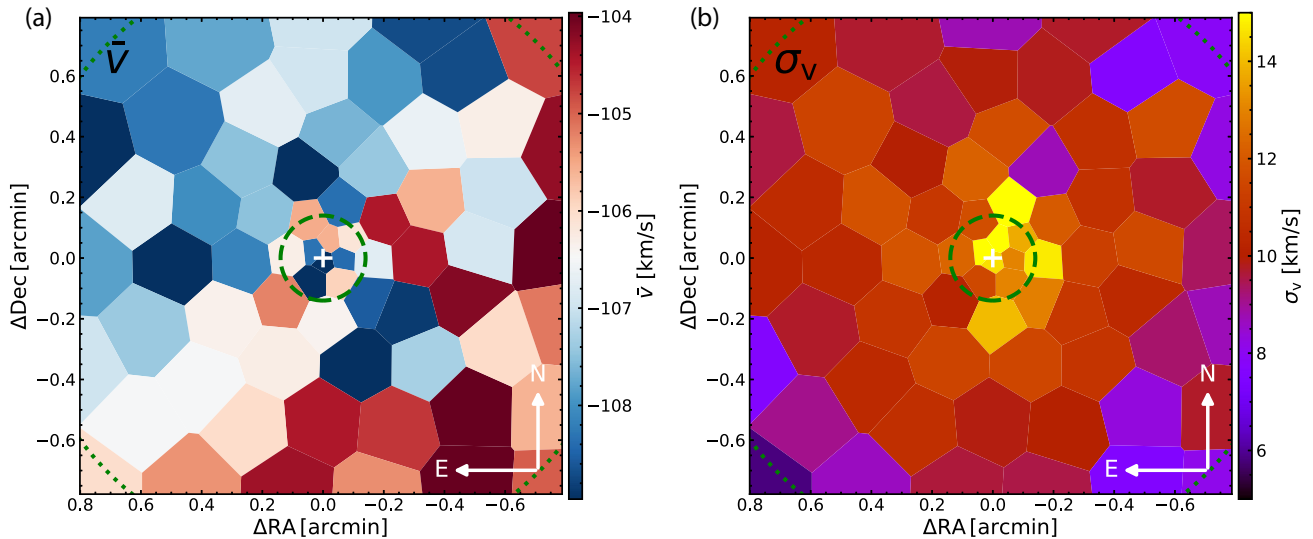 (a)
v̄
0.6
0.4
0.2
0.0
−0.2
−0.4
−0.6
ΔDec [arcmin]
0.8 0.6 0.4 0.2 0.0 −0.2 −0.4 −0.6
ΔRA [arcmin]
N
E
−104
−105
−106
−107
−108
v̄ [km/s]
(b)
σᵥ
0.6
0.4
0.2
0.0
−0.2
−0.4
−0.6
ΔDec [arcmin]
0.8 0.6 0.4 0.2 0.0 −0.2 −0.4 −0.6
ΔRA [arcmin]
N
E
14
12
10
8
6
σᵥ [km/s]